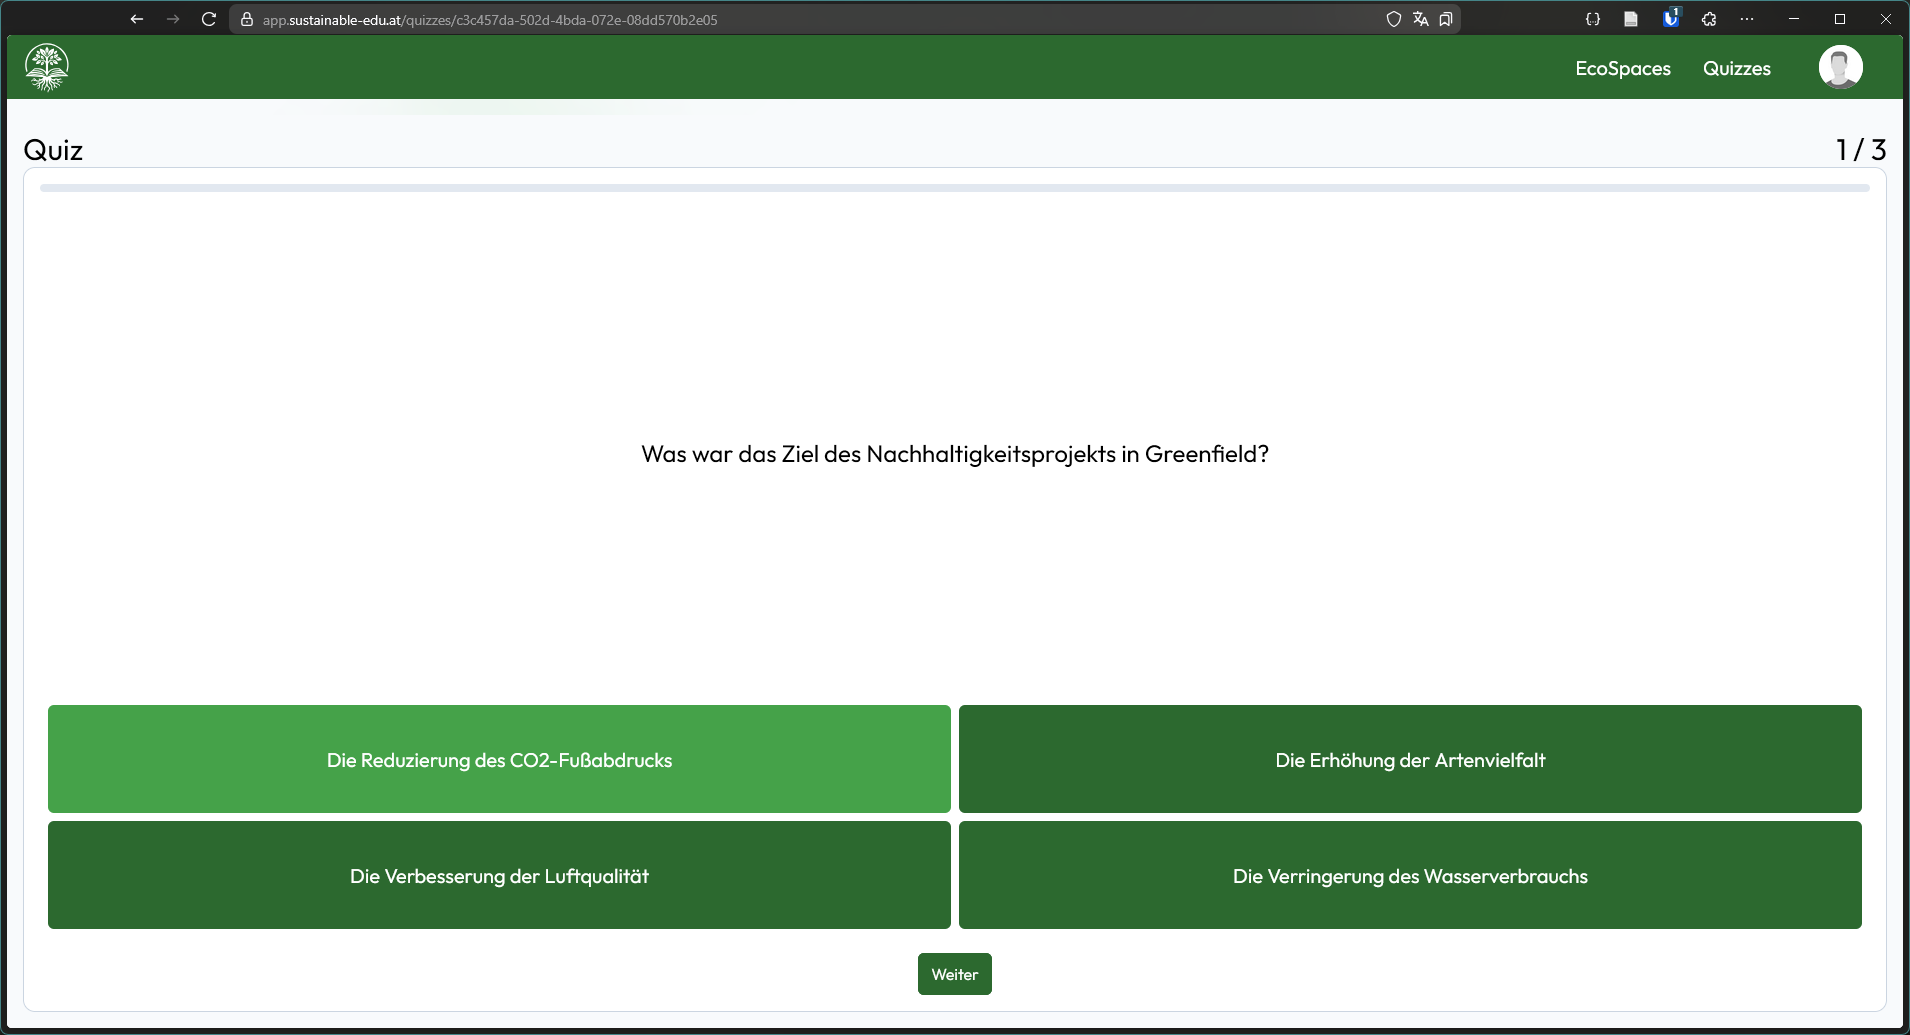 app.sustainable-edu.at/quizzes/c3c457da-502d-4bda-072e-08dd570b2e05
1
EcoSpaces
Quizzes
Quiz
1 / 3
Was war das Ziel des Nachhaltigkeitsprojekts in Greenfield?
Die Reduzierung des CO2-Fußabdrucks
Die Erhöhung der Artenvielfalt
Die Verbesserung der Luftqualität
Die Verringerung des Wasserverbrauchs
Weiter